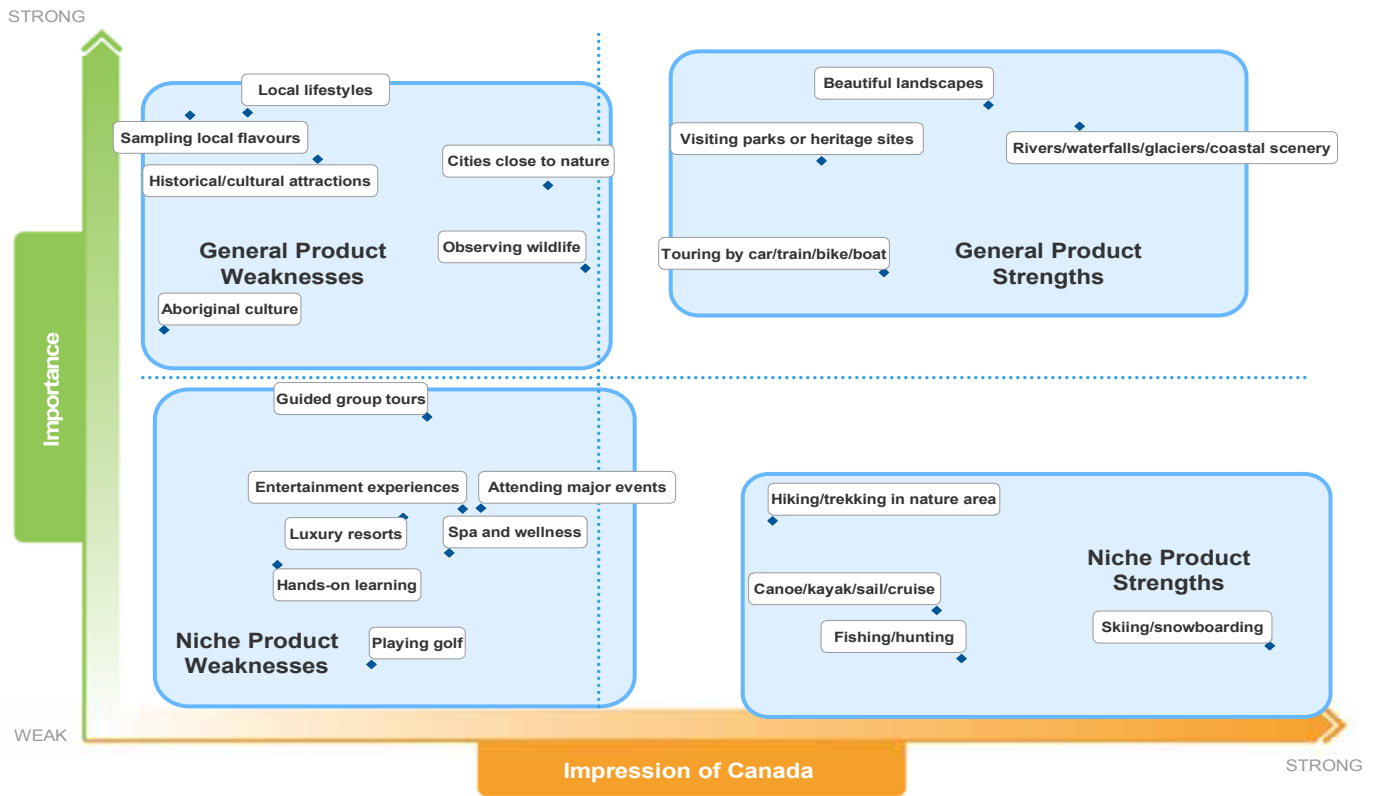 STRONG
Local lifestyles
Sampling local flavours
Historical/cultural attractions
Cities close to nature
General Product
Weaknesses
Observing wildlife
Aboriginal culture
Beautiful landscapes
Visiting parks or heritage sites
Rivers/waterfalls/glaciers/coastal scenery
Touring by car/train/bike/boat
General Product
Strengths
Importance
Guided group tours
Entertainment experiences
Attending major events
Luxury resorts
Spa and wellness
Hands-on learning
Niche Product
Weaknesses
Playing golf
Hiking/trekking in nature area
Niche Product
Strengths
Canoe/kayak/sail/cruise
Fishing/hunting
Skiing/snowboarding
WEAK
Impression of Canada
STRONG